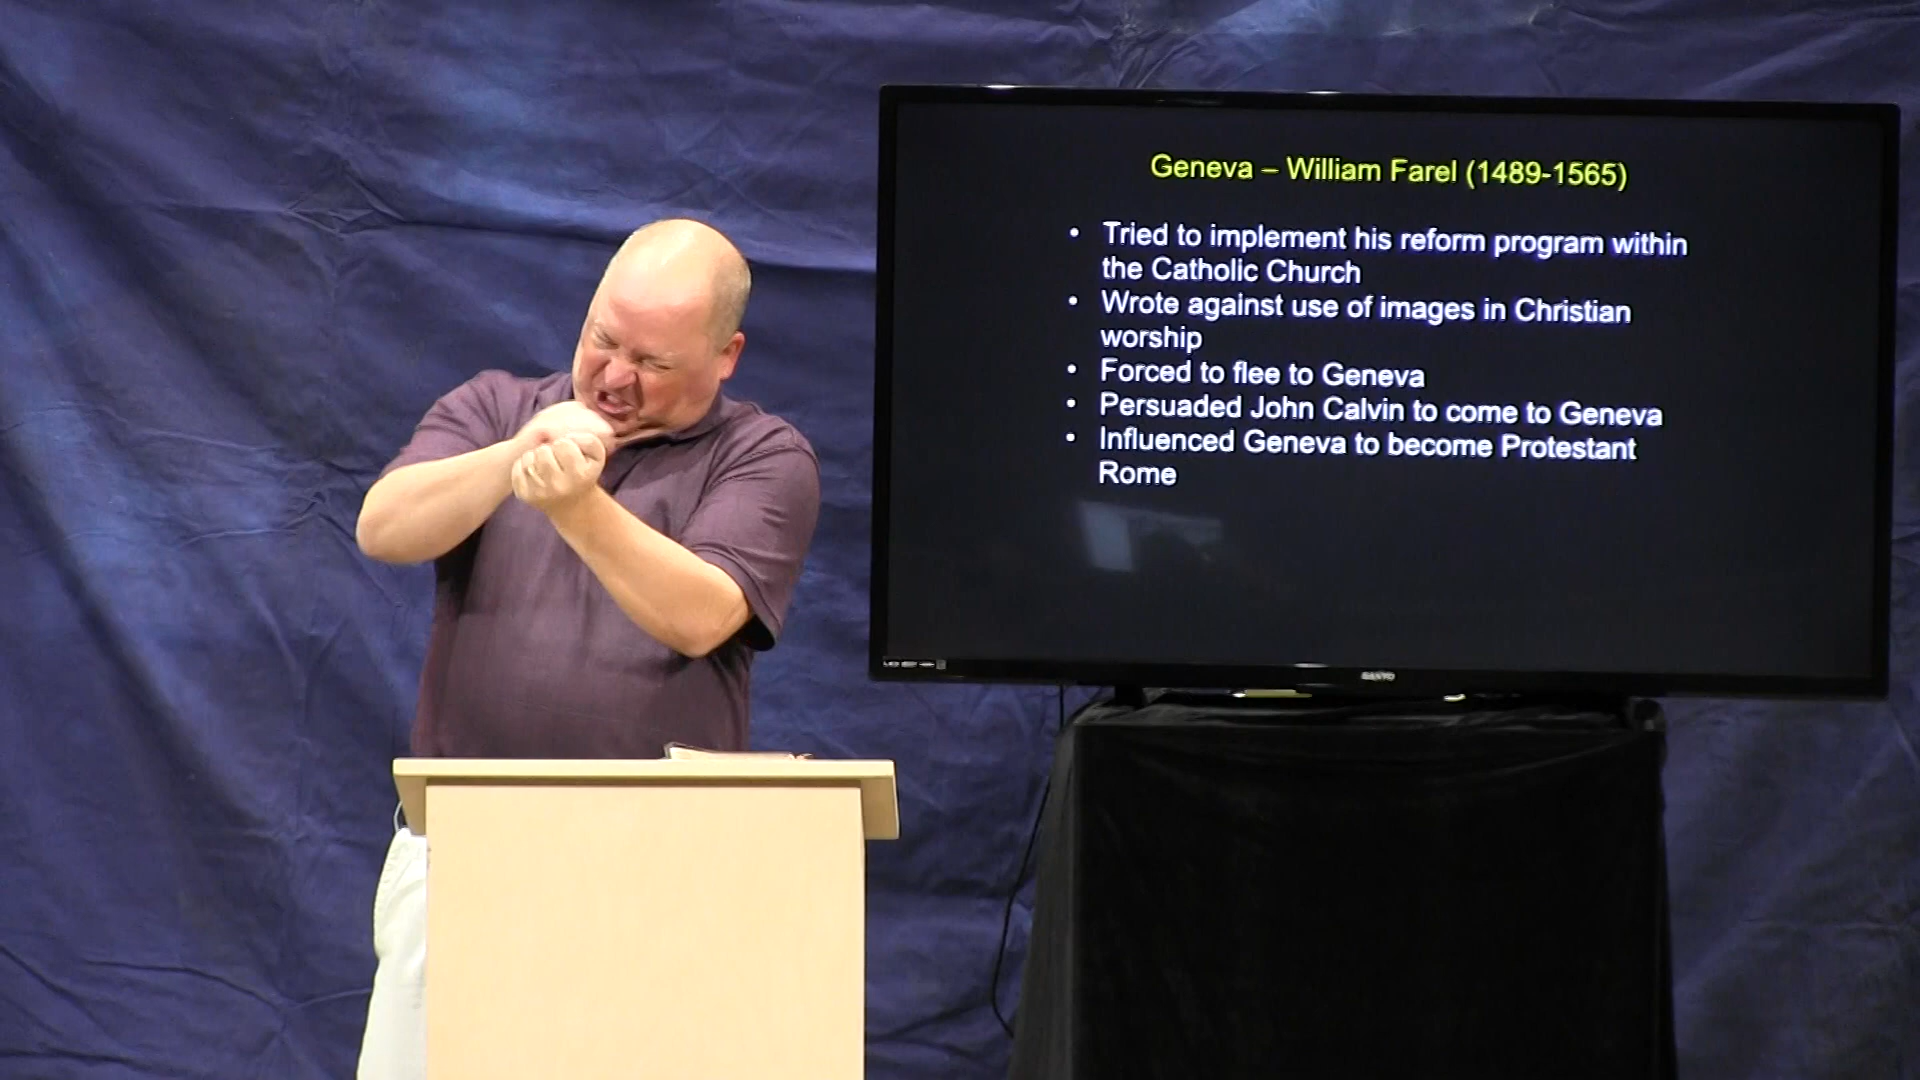 Geneva – William Farel (1489-1565)
• Tried to implement his reform program within
the Catholic Church
• Wrote against use of images in Christian
worship
• Forced to flee to Geneva
• Persuaded John Calvin to come to Geneva
• Influenced Geneva to become Protestant
Rome
SANYO